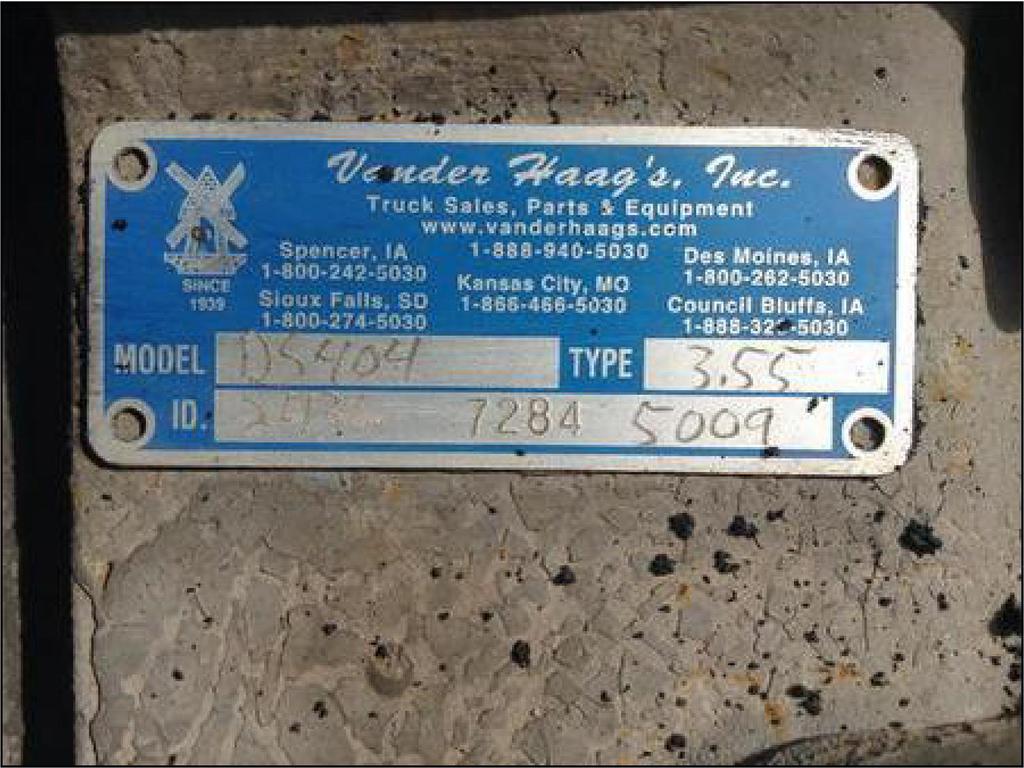 Vander Haag's, Inc.
Truck Sales, Parts & Equipment
www.vanderhaags.com
1-888-940-5030
SINCE
1939
Spencer, IA
1-800-242-5030
Sioux Falls, SD
1-800-274-5030
Kansas City, MO
1-866-466-5030
Des Moines, IA
1-800-262-5030
Council Bluffs, IA
MODEL DS404 TYPE 3.55
ID. 7284 5009